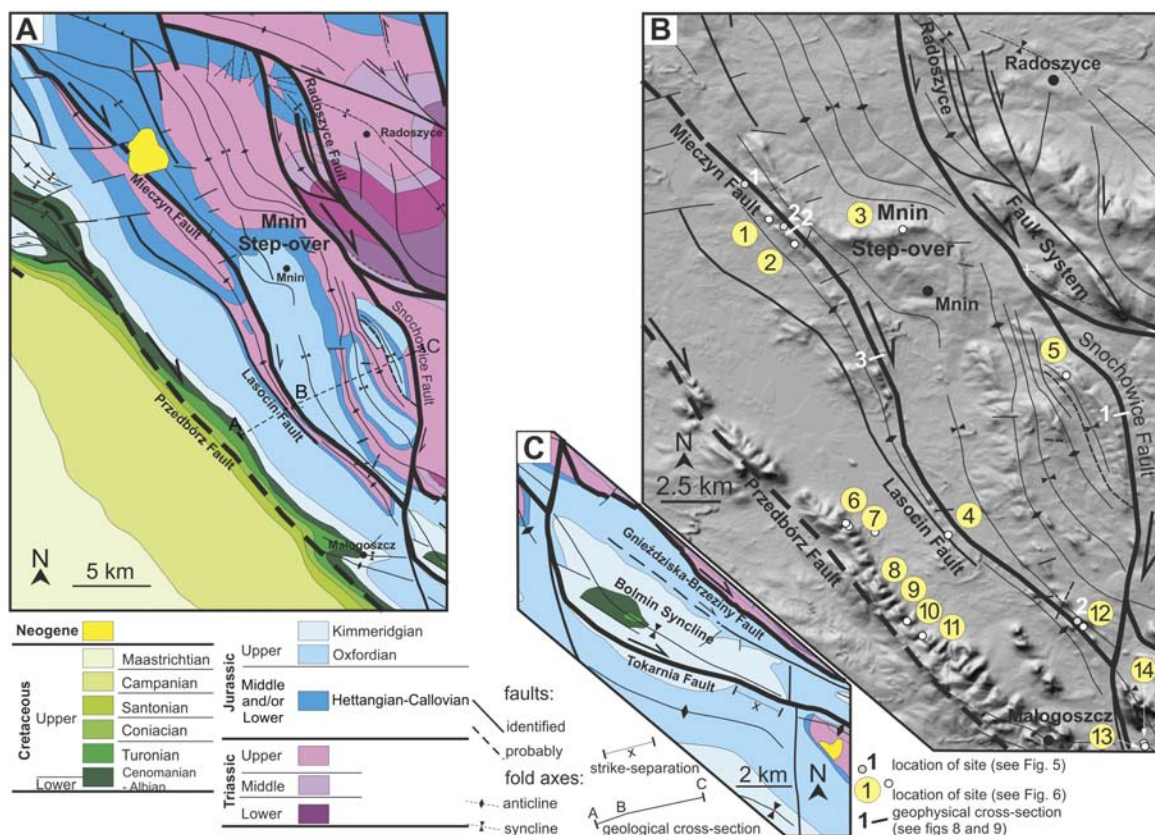 A
Radoszyce Fault
Radoszyce
Mieczyn Fault
Mnin
Step-over
Mnin
Snochowice Fault
C
B
A
Lasocin Fault
Przedbórz Fault
Małogoszcz
N
5 km
B
Radoszyce
Radoszyce
Mieczyn Fault
1
2
2
3
Mnin
Step-over
1
2
Mnin
Fauk System
5
Snochowice Fault
3
1
N
2.5 km
Przedbórz Fault
6
7
4
Lasocin Fault
8
9
10
11
2
12
14
Małogoszcz
13
C
Gnieździska-Brzeziny Fault
Bolmin Syncline
Tokarnia Fault
x
2 km
N
Neogene
Cretaceous
Upper
Lower
Maastrichtian
Campanian
Santonian
Coniacian
Turonian
Cenomanian
- Albian
Jurassic
Upper
Kimmeridgian
Oxfordian
Middle
and/or
Lower
Hettangian-Callovian
Triassic
Upper
Middle
Lower
faults:
identified
probably
fold axes:
anticline
syncline
x
strike-separation
A B C
geological cross-section
1 location of site (see Fig. 5)
1 location of site (see Fig. 6)
1 geophysical cross-section
(see figs 8 and 9)